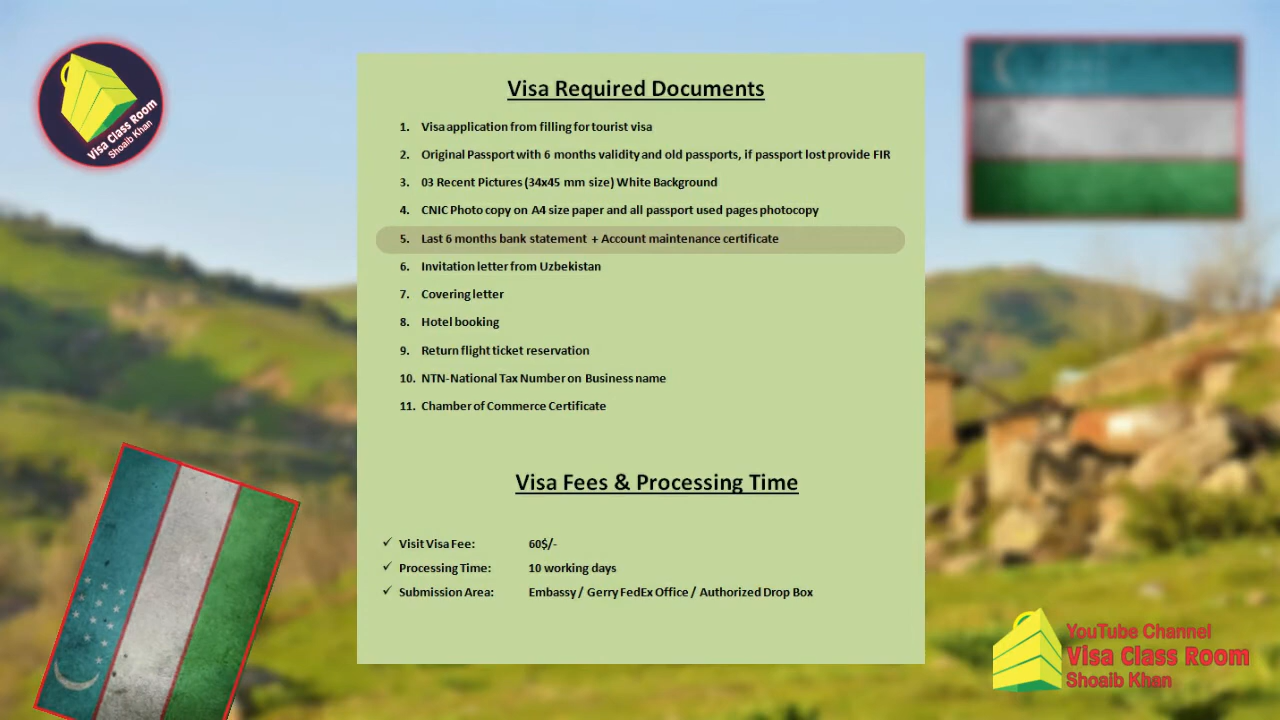 Visa Class Room
Shoaib Khan
Visa Required Documents
1. Visa application from filling for tourist visa
2. Original Passport with 6 months validity and old passports, if passport lost provide FIR
3. 03 Recent Pictures (34x45 mm size) White Background
4. CNIC Photo copy on A4 size paper and all passport used pages photocopy
5. Last 6 months bank statement + Account maintenance certificate
6. Invitation letter from Uzbekistan
7. Covering letter
8. Hotel booking
9. Return flight ticket reservation
10. NTN-National Tax Number on Business name
11. Chamber of Commerce Certificate
Visa Fees & Processing Time
✓ Visit Visa Fee: 60$/-
✓ Processing Time: 10 working days
✓ Submission Area: Embassy / Gerry FedEx Office / Authorized Drop Box
YouTube Channel
Visa Class Room
Shoaib Khan